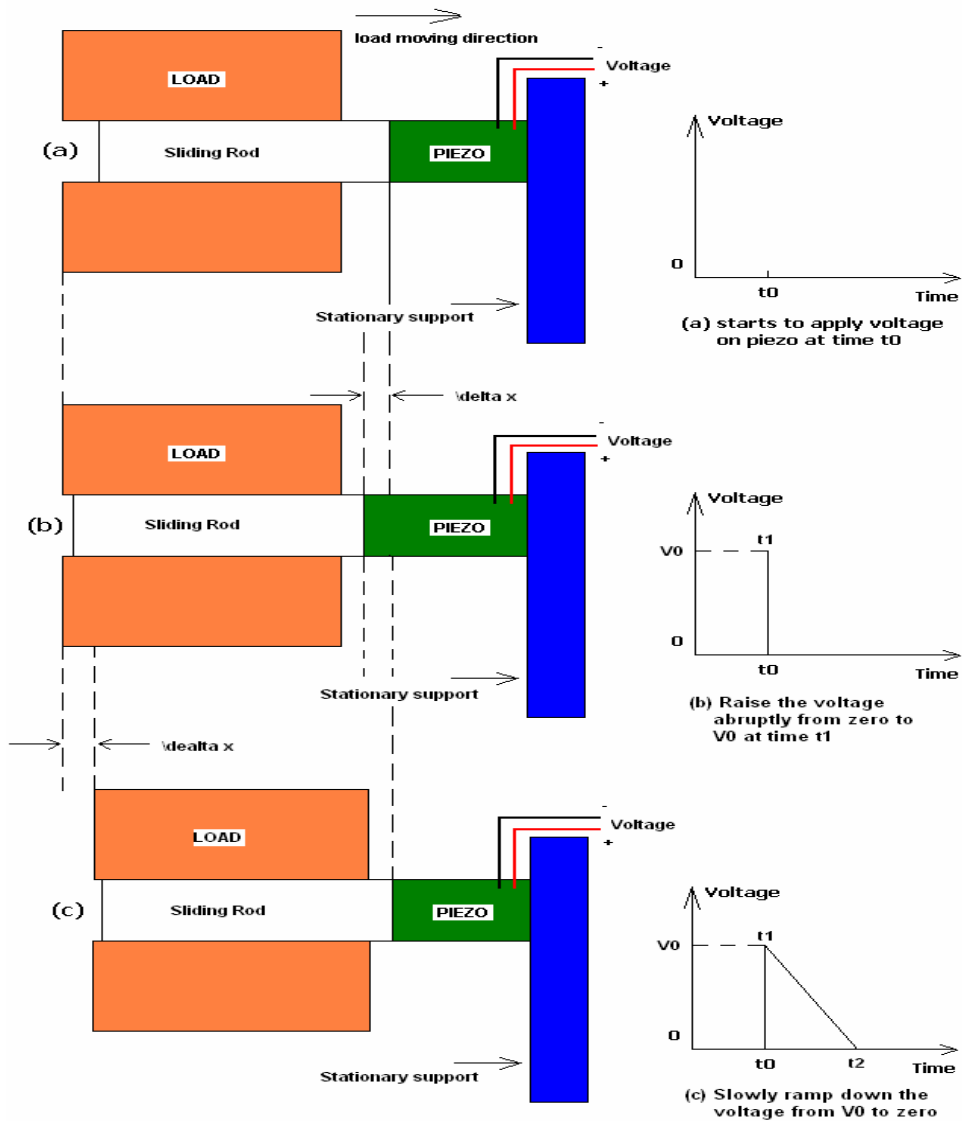 load moving direction
-
Voltage
+
LOAD
(a)
Sliding Rod
PIEZO
Stationary support
Voltage
0
t0
Time
(a) starts to apply voltage
on piezo at time t0
\delta x
-
Voltage
+
LOAD
(b)
Sliding Rod
PIEZO
Stationary support
Voltage
V0
t1
0
t0
Time
(b) Raise the voltage
abruptly from zero to
V0 at time t1
\dealta x
-
Voltage
+
LOAD
(c)
Sliding Rod
PIEZO
Stationary support
Voltage
V0
t1
0
t0
t2
Time
(c) Slowly ramp down the
voltage from V0 to zero